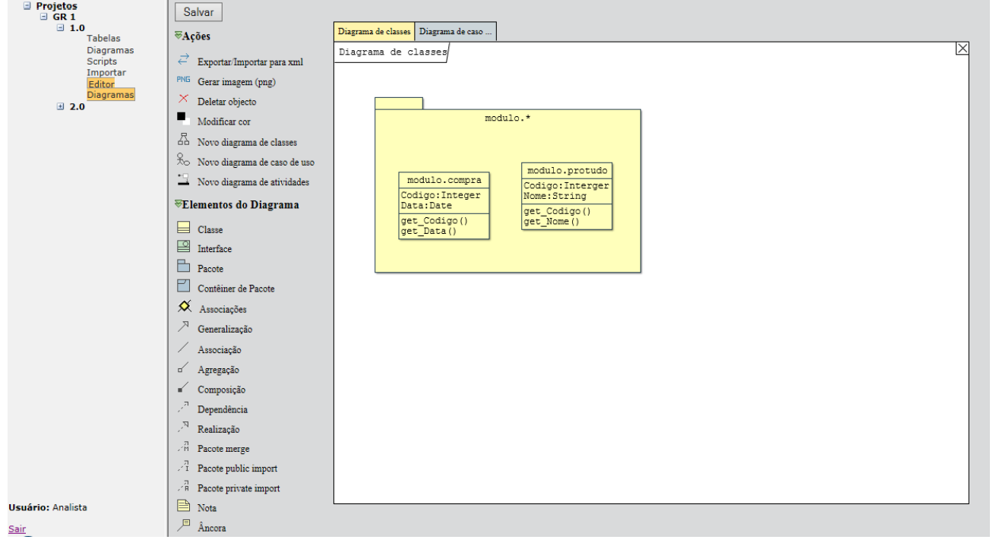 Projetos
GR 1
1.0
Tabelas
Diagramas
Scripts
Importar
Editor
Diagramas
2.0
Usuário: Analista
Sair
Salvar
Ações
Exportar/Importar para xml
PNG Gerar imagem (png)
Deletar objecto
Modificar cor
Novo diagrama de classes
Novo diagrama de caso de uso
Novo diagrama de atividades
Elementos do Diagrama
Classe
Interface
Pacote
Contêiner de Pacote
Associações
Generalização
Associação
Agregação
Composição
Dependência
Realização
M Pacote merge
I Pacote public import
Pacote private import
Nota
Âncora
Diagrama de classes Diagrama de caso ...
Diagrama de classes
modulo.*
modulo.compra
Codigo:Integer
Data:Date
get_Codigo()
get_Data()
modulo.protudo
Codigo:Interger
Nome:String
get_Codigo()
get_Nome()